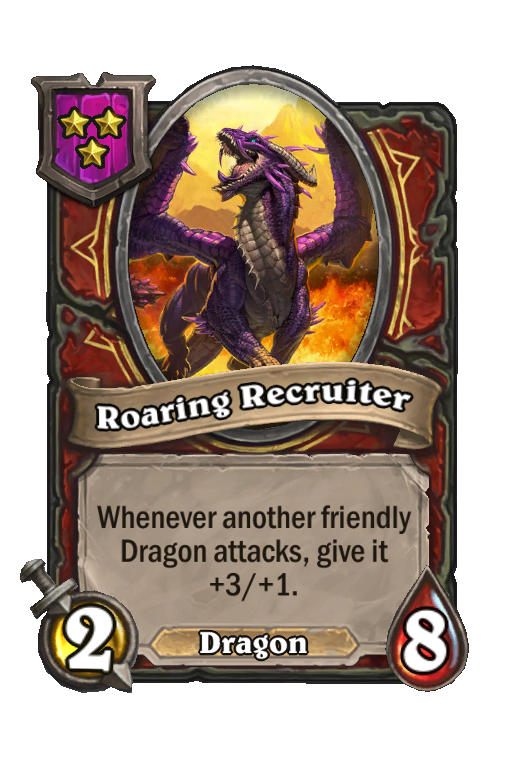 Roaring Recruiter
Whenever another friendly
Dragon attacks, give it
+3/+1.
2
Dragon
8